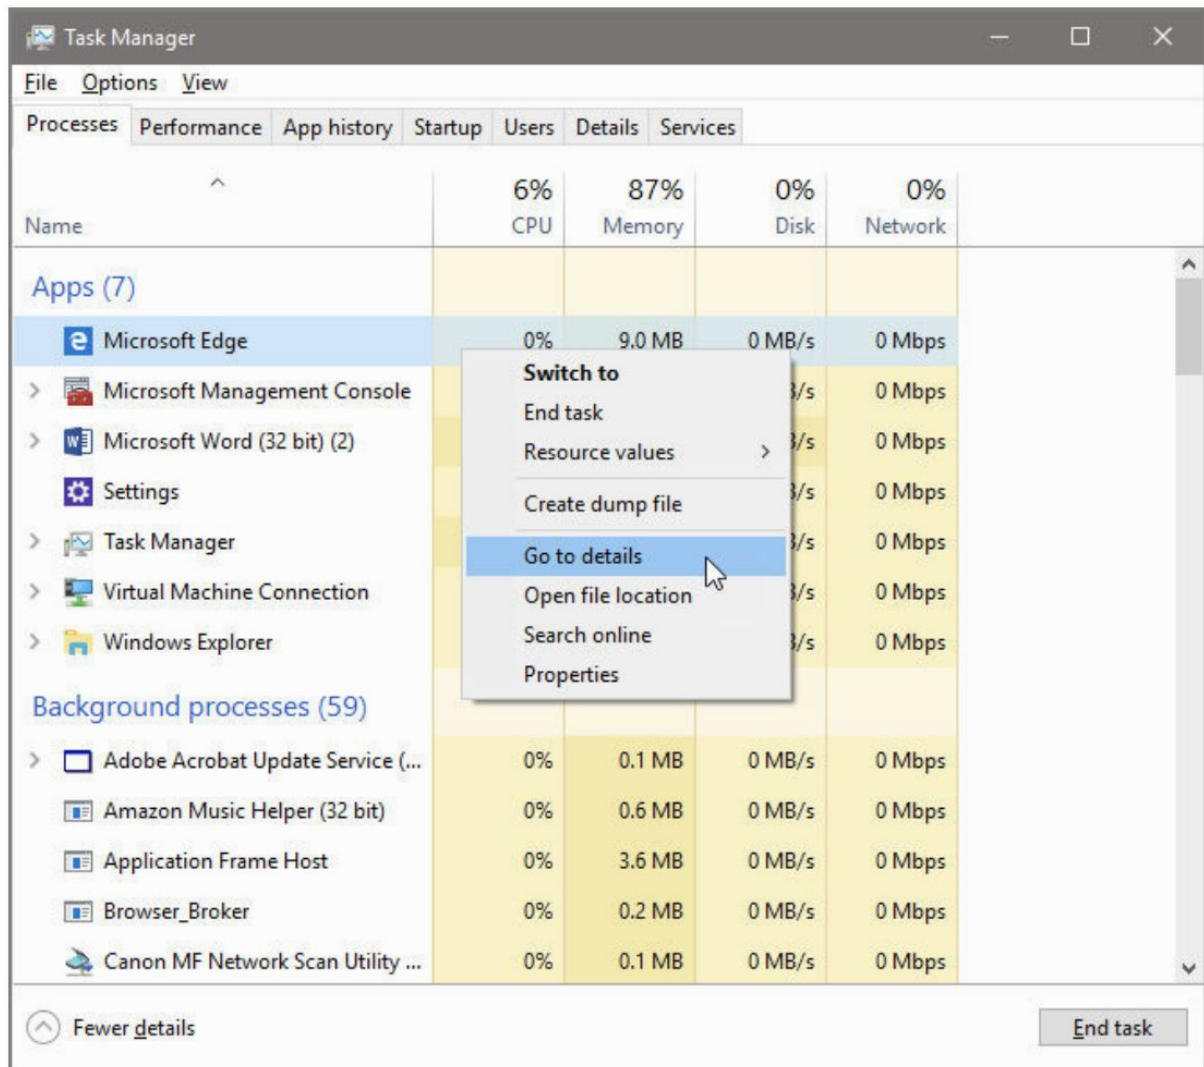 Task Manager
File Options View
Processes Performance App history Startup Users Details Services
6% 87% 0% 0%
Name CPU Memory Disk Network
Apps (7)
Microsoft Edge 0% 9.0 MB 0 MB/s 0 Mbps
Switch to
Microsoft Management Console /s 0 Mbps
End task
Microsoft Word (32 bit) (2) /s 0 Mbps
Resource values
Settings /s 0 Mbps
Create dump file
Task Manager /s 0 Mbps
Go to details
Virtual Machine Connection /s 0 Mbps
Open file location
Windows Explorer /s 0 Mbps
Search online
Properties
Background processes (59)
Adobe Acrobat Update Service (... 0% 0.1 MB 0 MB/s 0 Mbps
Amazon Music Helper (32 bit) 0% 0.6 MB 0 MB/s 0 Mbps
Application Frame Host 0% 3.6 MB 0 MB/s 0 Mbps
Browser_Broker 0% 0.2 MB 0 MB/s 0 Mbps
Canon MF Network Scan Utility ... 0% 0.1 MB 0 MB/s 0 Mbps
Fewer details End task